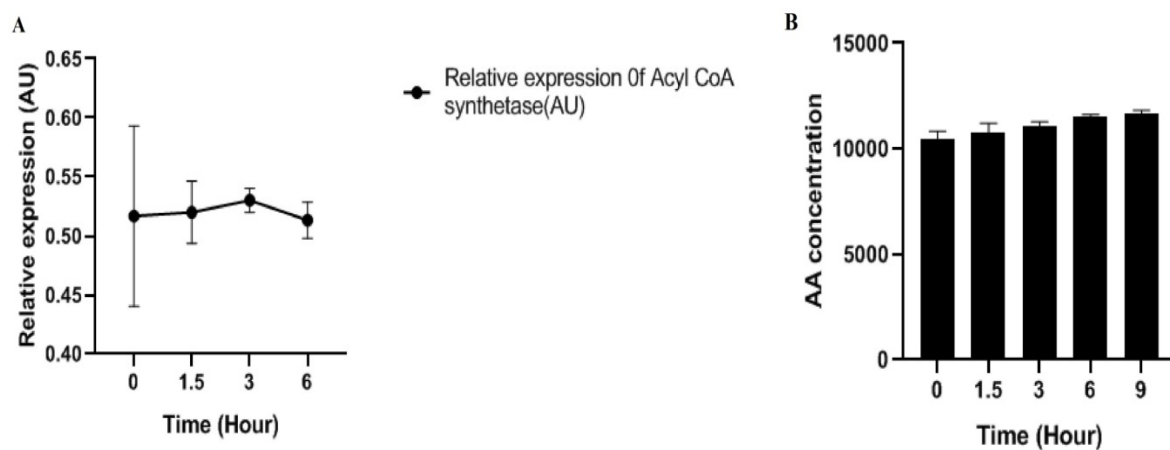 A
Relative expression (AU)
0.65
0.60
0.55
0.50
0.45
0.40
0 1.5 3 6
Time (Hour)
Relative expression 0f Acyl CoA
synthetase(AU)
B
AA concentration
15000
10000
5000
0
0 1.5 3 6 9
Time (Hour)